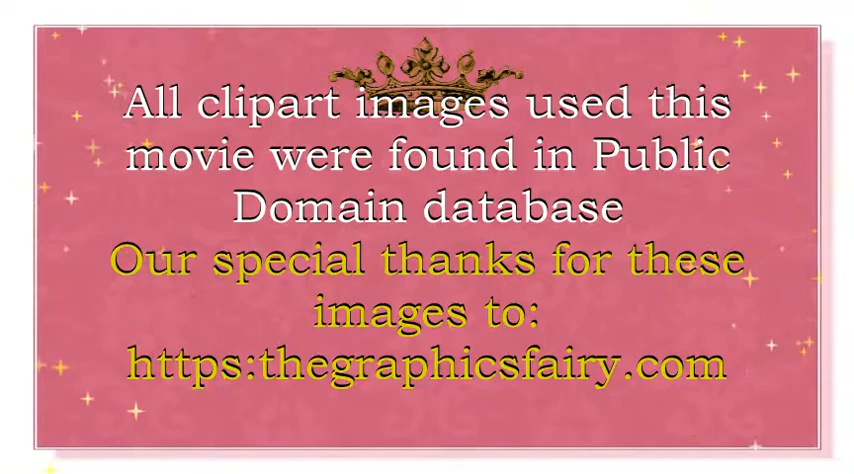 All clipart images used this
movie were found in Public
Domain database
Our special thanks for these
images to:
https:thegraphicsfairy.com